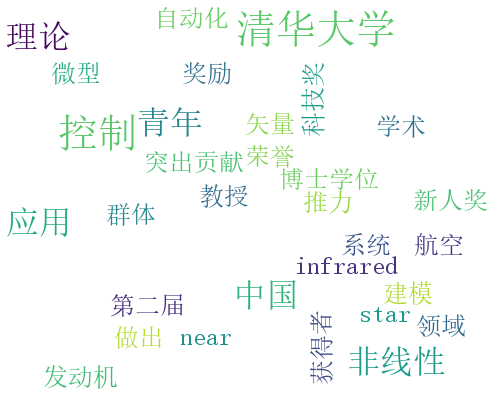 自动化
清华大学
理论
微型
奖励
科技奖
控制
青年
矢量
学术
突出贡献
荣誉
博士学位
教授
推力
新人奖
应用
群体
系统
航空
infrared
中国
建模
第二届
star
领域
做出
near
获得者
非线性
发动机